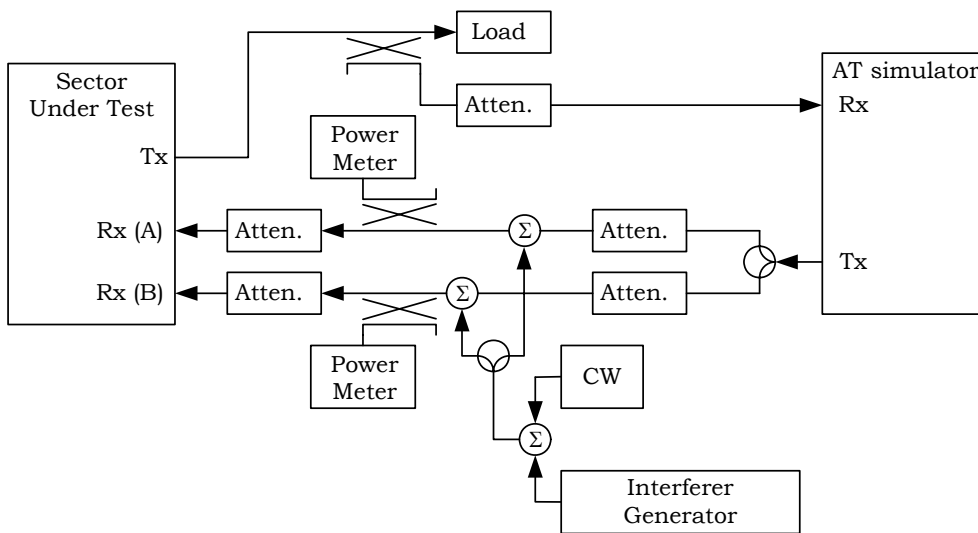 Load
Sector
Under Test
AT simulator
Atten.
Rx
Power
Meter
Tx
Rx (A)
Atten.
Σ
Atten.
Tx
Rx (B)
Atten.
Σ
Atten.
Power
Meter
CW
Σ
Interferer
Generator